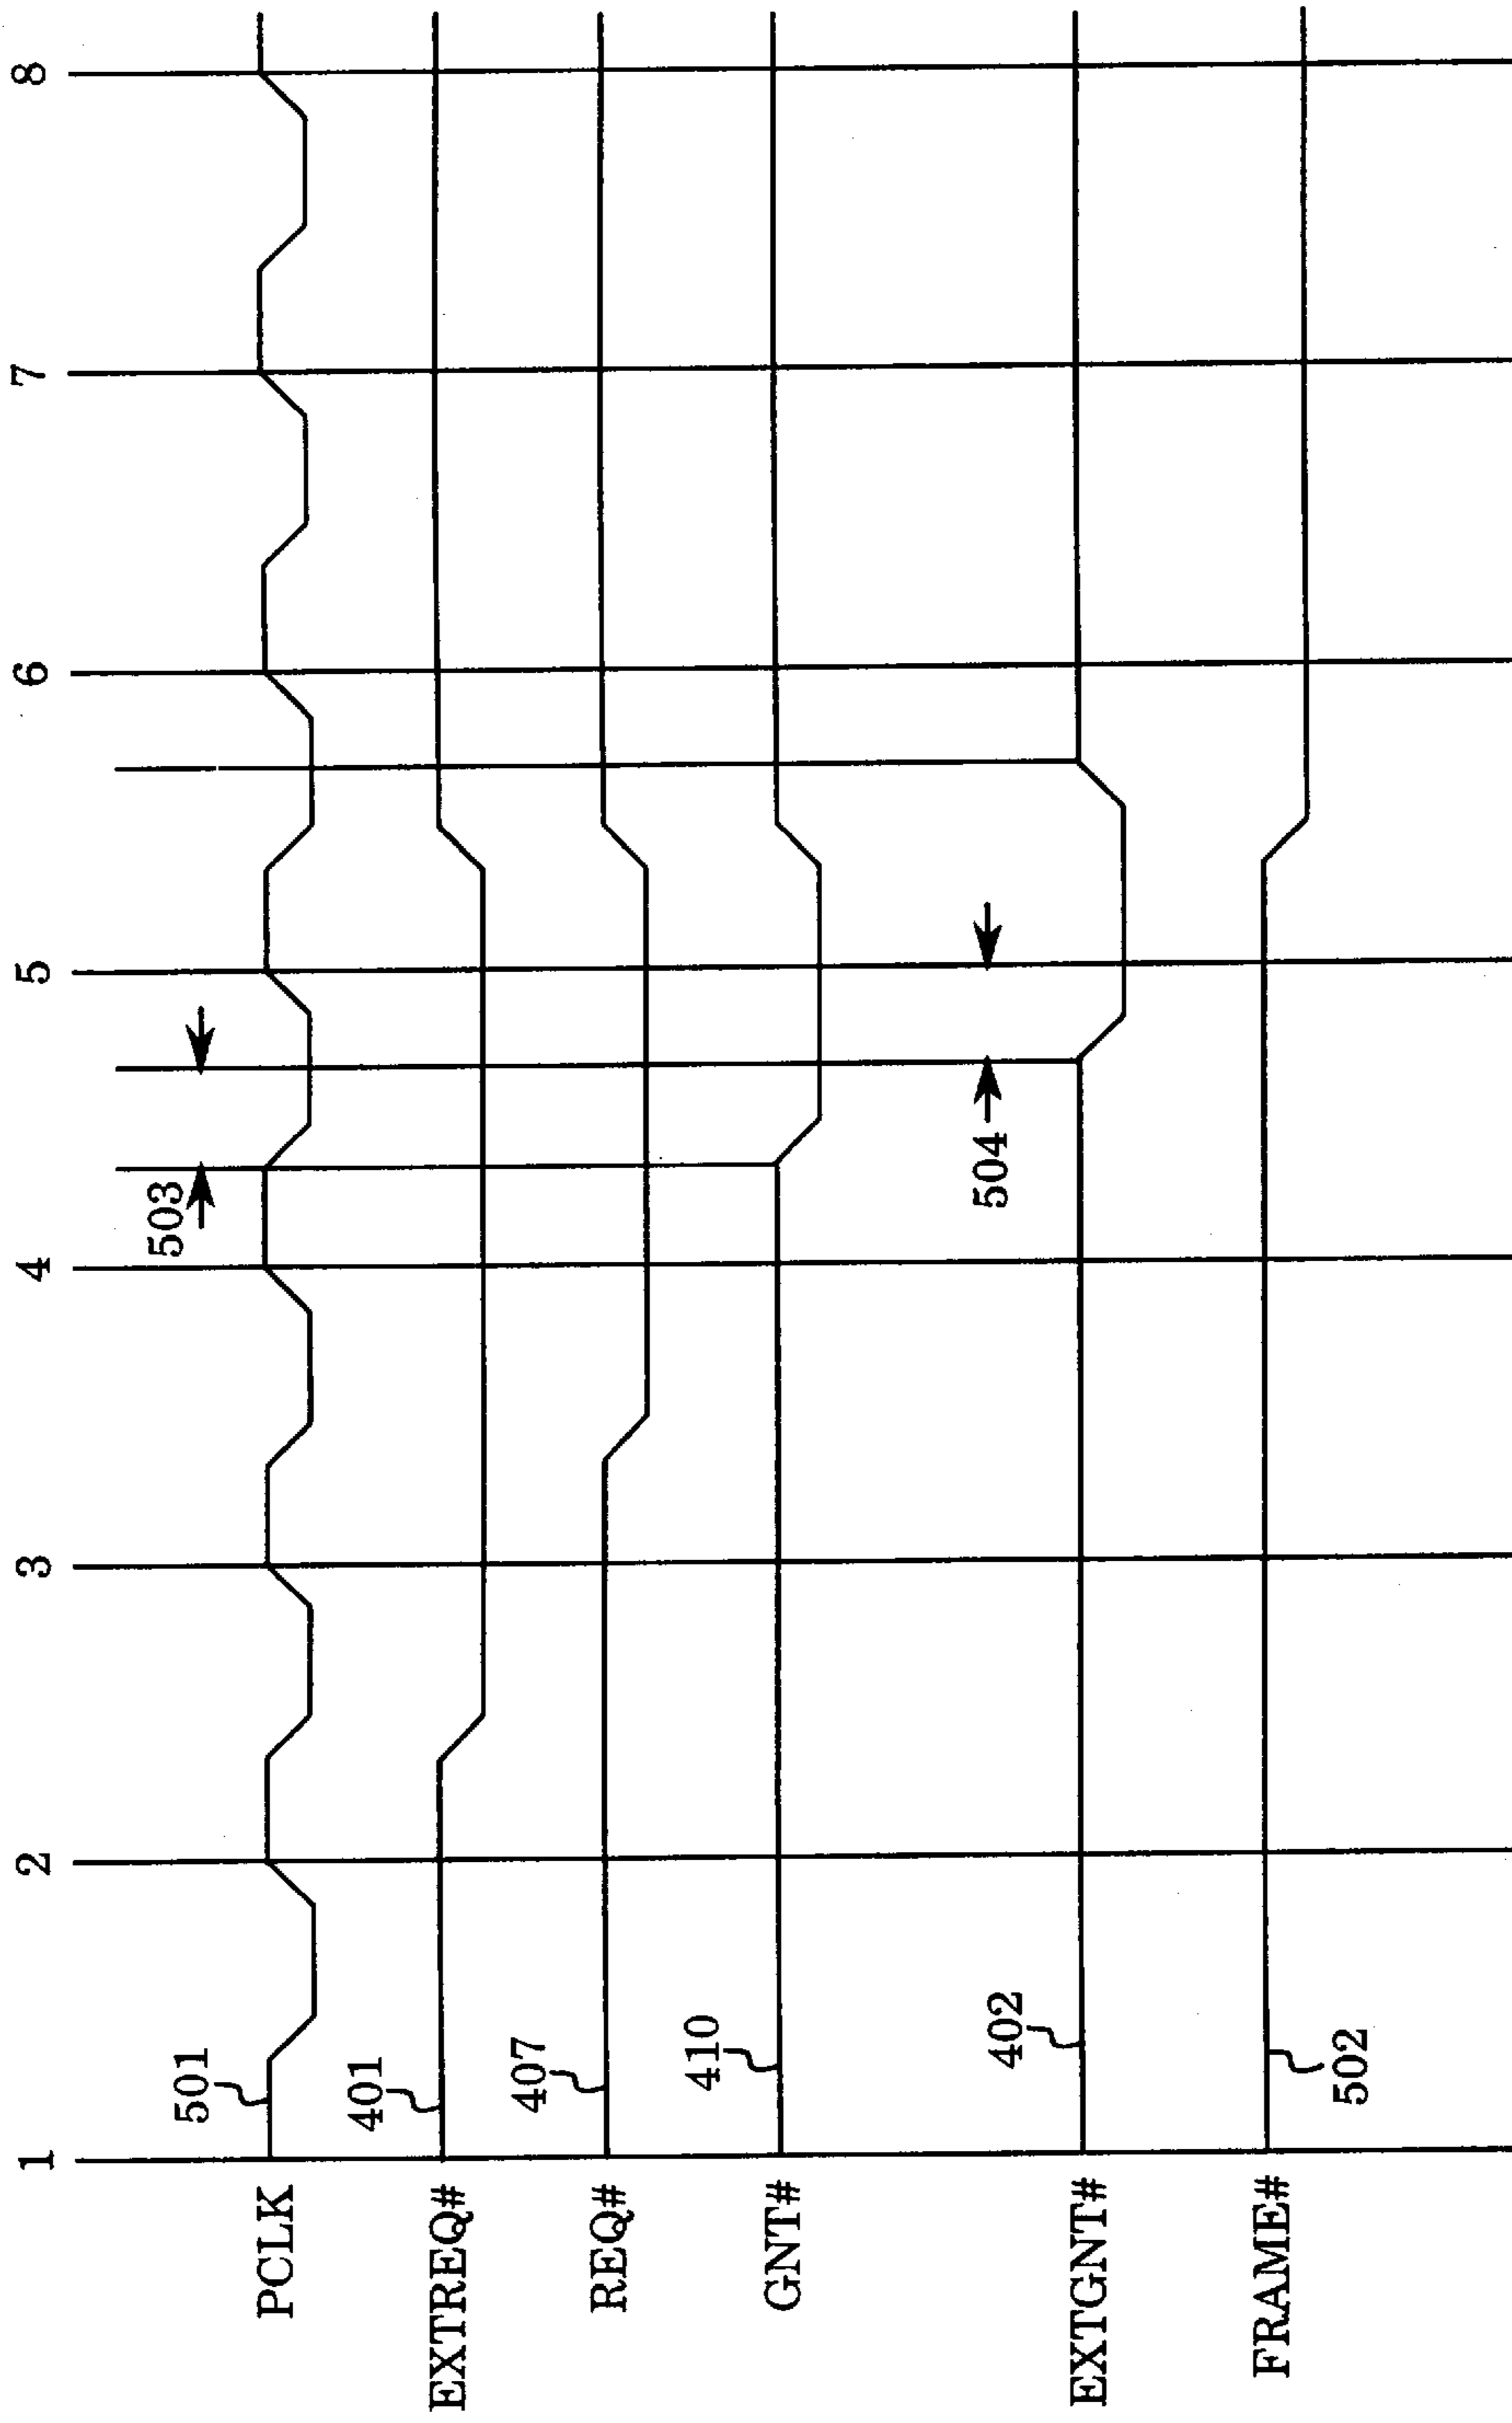 1 2 3 4 5 6 7 8
503
501
PCLK
401
EXTREQ#
407
REQ#
410
GNT#
504
402
EXTGNT#
FRAME#
502